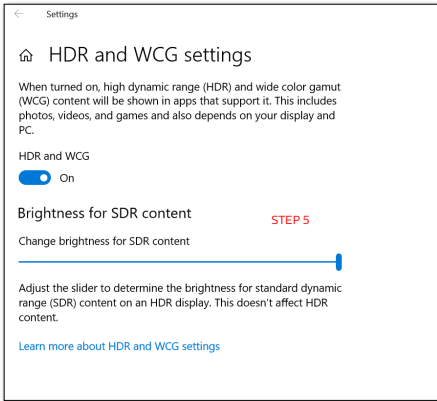 Settings
HDR and WCG settings
When turned on, high dynamic range (HDR) and wide color gamut
(WCG) content will be shown in apps that support it. This includes
photos, videos, and games and also depends on your display and
PC.
HDR and WCG
On
Brightness for SDR content
STEP 5
Change brightness for SDR content
Adjust the slider to determine the brightness for standard dynamic
range (SDR) content on an HDR display. This doesn't affect HDR
content.
Learn more about HDR and WCG settings